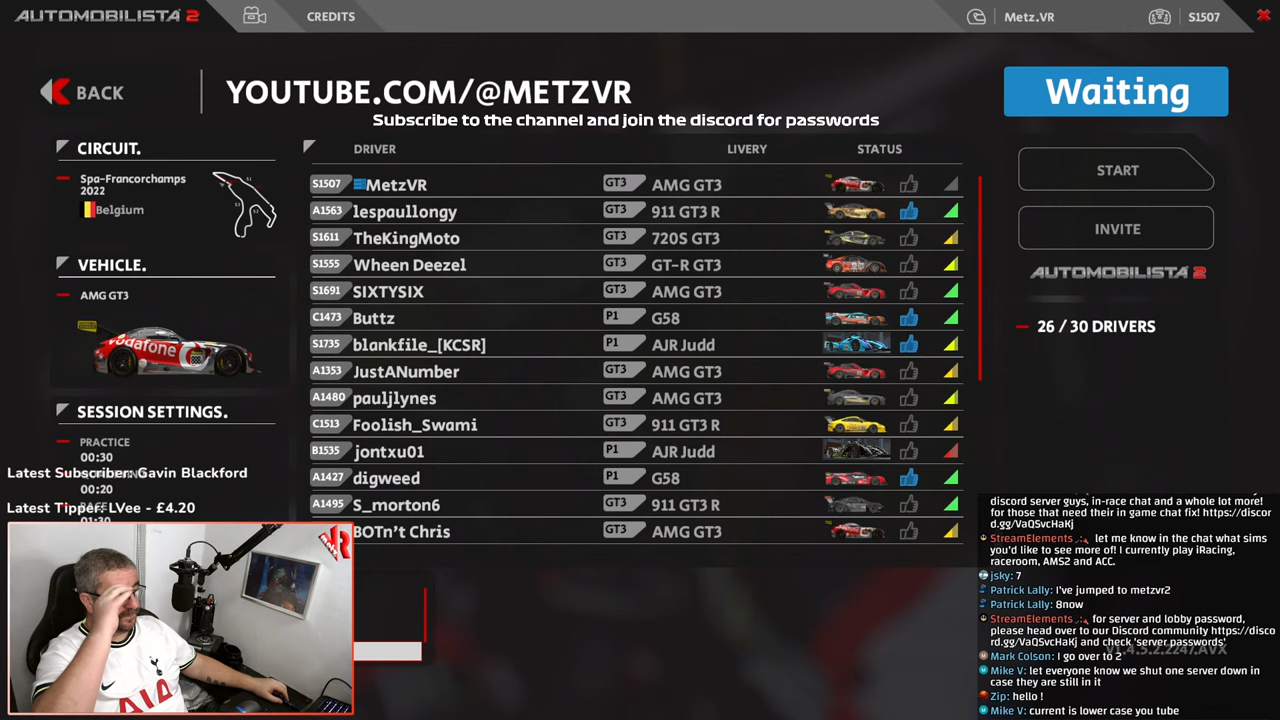 AUTOMOBILISTA 2
CREDITS
Metz.VR
S1507
BACK
YOUTUBE.COM/@METZVR
Waiting
Subscribe to the channel and join the discord for passwords
CIRCUIT.
Spa-Francorchamps
2022
Belgium
VEHICLE.
AMG GT3
vodafone
SESSION SETTINGS.
PRACTICE
00:30
00:20
01:30
DRIVER LIVERY STATUS
S1507 MetzVR GT3 AMG GT3
A1563 lespaullongy GT3 911 GT3 R
S1611 TheKingMoto GT3 720S GT3
S1555 Wheen Deezel GT3 GT-R GT3
S1691 SIXTYSIX GT3 AMG GT3
C1473 Buttz P1 G58
S1735 blankfile_[KCSR] P1 AJR Judd
A1353 JustANumber GT3 AMG GT3
A1480 pauljlynes GT3 AMG GT3
C1513 Foolish_Swami GT3 911 GT3 R
B1535 jontxu01 P1 AJR Judd
A1427 digweed P1 G58
A1495 S_morton6 GT3 911 GT3 R
BOTn't Chris GT3 AMG GT3
START
INVITE
AUTOMOBILISTA 2
26 / 30 DRIVERS
Latest Subscriber: Gavin Blackford
Latest Tipper: LVee - £4.20
AIA
discord server guys, in-race chat and a whole lot more!
for those that need their in game chat fix! https://discor
d.gg/VaQSvcHaKj
StreamElements: let me know in the chat what sims
you'd like to see more of! I currently play iRacing,
raceroom, AMS2 and ACC.
jsky: 7
Patrick Lally: I've jumped to metzvr2
Patrick Lally: 8now
StreamElements: for server and lobby password,
please head over to our Discord community https://disco
rd.gg/VaQSvcHaKj and check 'server passwords'
V1.4.5.2.2247.AVX
Mark Colson: I go over to 2
Mike V: let everyone know we shut one server down in
case they are still in it
Zip: hello !
Mike V: current is lower case you tube